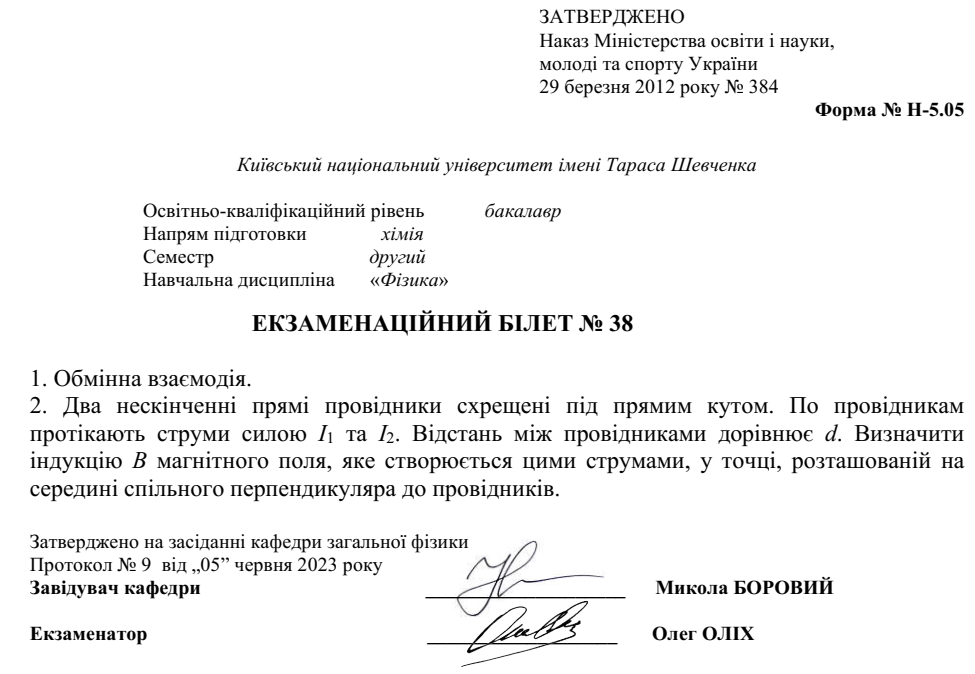 ЗАТВЕРДЖЕНО
Наказ Міністерства освіти і науки,
молоді та спорту України
29 березня 2012 року № 384
Форма № Н-5.05
Київський національний університет імені Тараса Шевченка
Освітньо-кваліфікаційний рівень бакалавр
Напрям підготовки хімія
Семестр другий
Навчальна дисципліна «Фізика»
ЕКЗАМЕНАЦІЙНИЙ БІЛЕТ № 38
1. Обмінна взаємодія.
2. Два нескінченні прямі провідники схрещені під прямим кутом. По провідникам
протікають струми силою I1 та I2. Відстань між провідниками дорівнює d. Визначити
індукцію B магнітного поля, яке створюється цими струмами, у точці, розташованій на
середині спільного перпендикуляра до провідників.
Затверджено на засіданні кафедри загальної фізики
Протокол № 9 від „05” червня 2023 року
Завідувач кафедри Микола БОРОВИЙ
Екзаменатор Олег ОЛІХ